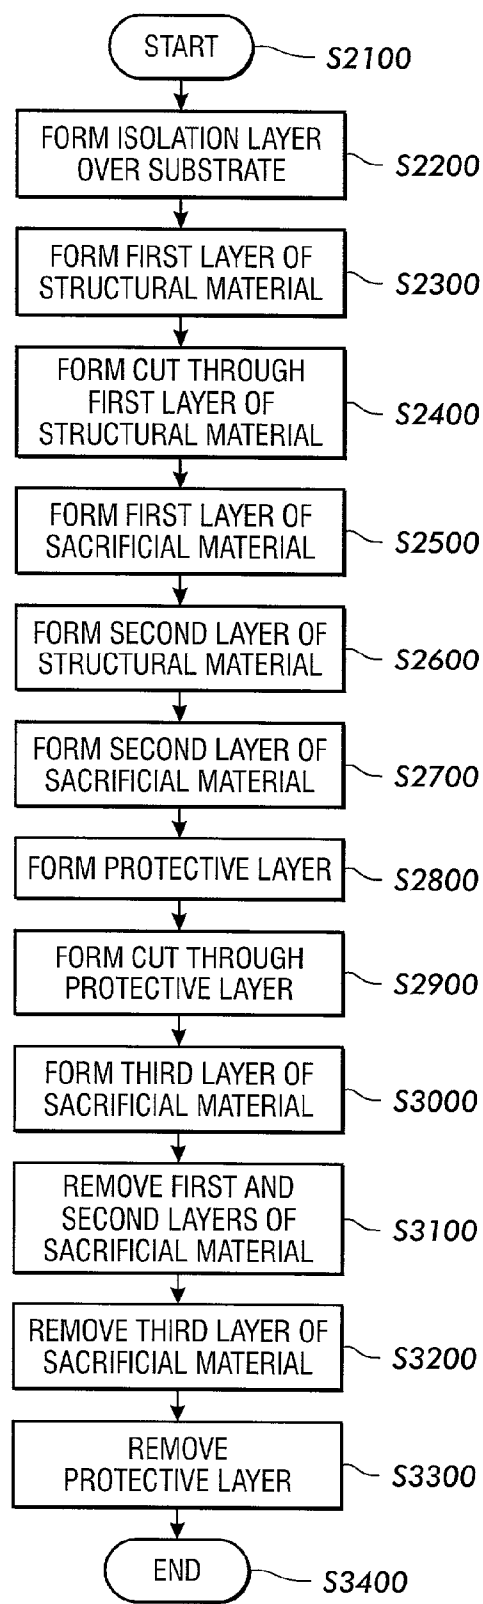 START
S2100
FORM ISOLATION LAYER
OVER SUBSTRATE
S2200
FORM FIRST LAYER OF
STRUCTURAL MATERIAL
S2300
FORM CUT THROUGH
FIRST LAYER OF
STRUCTURAL MATERIAL
S2400
FORM FIRST LAYER OF
SACRIFICIAL MATERIAL
S2500
FORM SECOND LAYER OF
STRUCTURAL MATERIAL
S2600
FORM SECOND LAYER OF
SACRIFICIAL MATERIAL
S2700
FORM PROTECTIVE LAYER
S2800
FORM CUT THROUGH
PROTECTIVE LAYER
S2900
FORM THIRD LAYER OF
SACRIFICIAL MATERIAL
S3000
REMOVE FIRST AND
SECOND LAYERS OF
SACRIFICIAL MATERIAL
S3100
REMOVE THIRD LAYER OF
SACRIFICIAL MATERIAL
S3200
REMOVE
PROTECTIVE LAYER
S3300
END
S3400